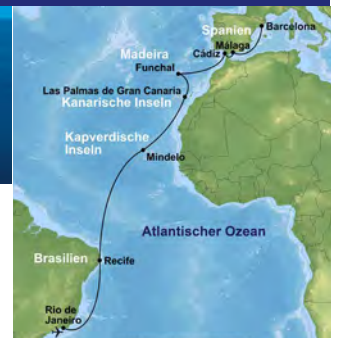 Spanien
Barcelona
Málaga
Madeira
Cádiz
Funchal
Las Palmas de Gran Canaria
Kanarische Inseln
Kapverdische
Inseln
Mindelo
Atlantischer Ozean
Brasilien
Recife
Rio de
Janeiro